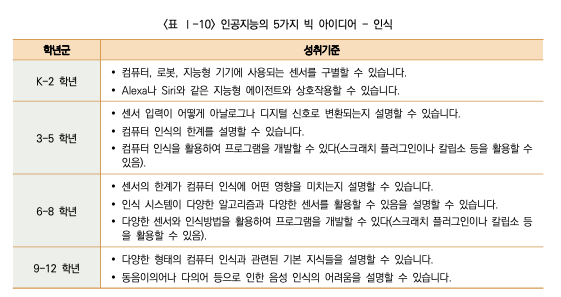 〈표 Ⅰ-10〉 인공지능의 5가지 빅 아이디어 - 인식
학년군 성취기준
K-2 학년
• 컴퓨터, 로봇, 지능형 기기에 사용되는 센서를 구별할 수 있습니다.
• Alexa나 Siri와 같은 지능형 에이전트와 상호작용할 수 있습니다.
3-5 학년
• 센서 입력이 어떻게 아날로그나 디지털 신호로 변환되는지 설명할 수 있습니다.
• 컴퓨터 인식의 한계를 설명할 수 있습니다.
• 컴퓨터 인식을 활용하여 프로그램을 개발할 수 있다(스크래치 플러그인이나 칼립소 등을 활용할 수
있음).
6-8 학년
• 센서의 한계가 컴퓨터 인식에 어떤 영향을 미치는지 설명할 수 있습니다.
• 인식 시스템이 다양한 알고리즘과 다양한 센서를 활용할 수 있음을 설명할 수 있습니다.
• 다양한 센서와 인식방법을 활용하여 프로그램을 개발할 수 있다(스크래치 플러그인이나 칼립소 등
을 활용할 수 있음).
9-12 학년
• 다양한 형태의 컴퓨터 인식과 관련된 기본 지식들을 설명할 수 있습니다.
• 동음이의어나 다의어 등으로 인한 음성 인식의 어려움을 설명할 수 있습니다.